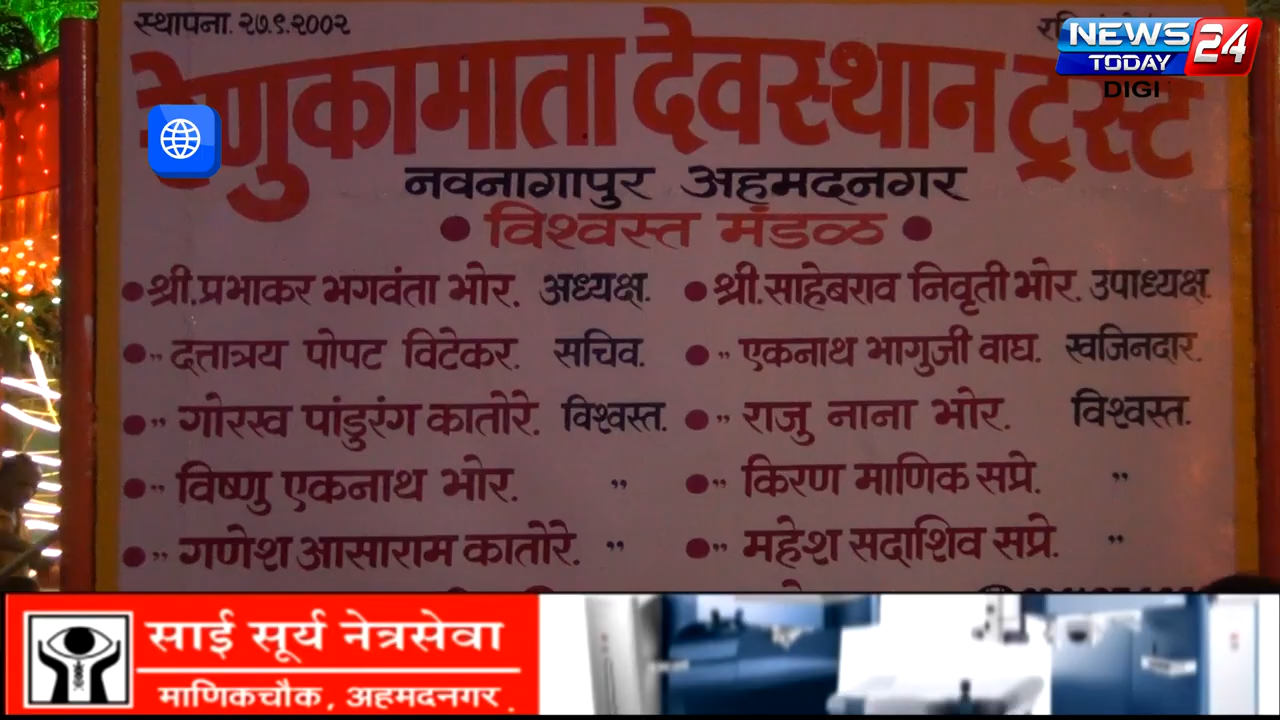 स्थापना. २७.९.२००२
NEWS 24
TODAY
DIGI
रेणुकामाता देवस्थान ट्रस्ट
नवनागापुर अहमदनगर
• विश्वस्त मंडळ •
• श्री. प्रभाकर भगवंता भोर. अध्यक्ष. • श्री. साहेबराव निवृती भोर. उपाध्यक्ष.
• ,, दत्तात्रय पोपट विटेकर. सचिव. • ,, एकनाथ भागुजी वाघ. खजिनदार.
• ,, गोरख पांडुरंग कातोरे. विश्वस्त. • ,, राजु नाना भोर. विश्वस्त.
• ,, विष्णु एकनाथ भोर. ,, • ,, किरण माणिक सप्रे. ,,
• ,, गणेश आसाराम कातोरे. ,, • ,, महेश सदाशिव सप्रे. ,,
साई सूर्य नेत्रसेवा
माणिकचौक, अहमदनगर.